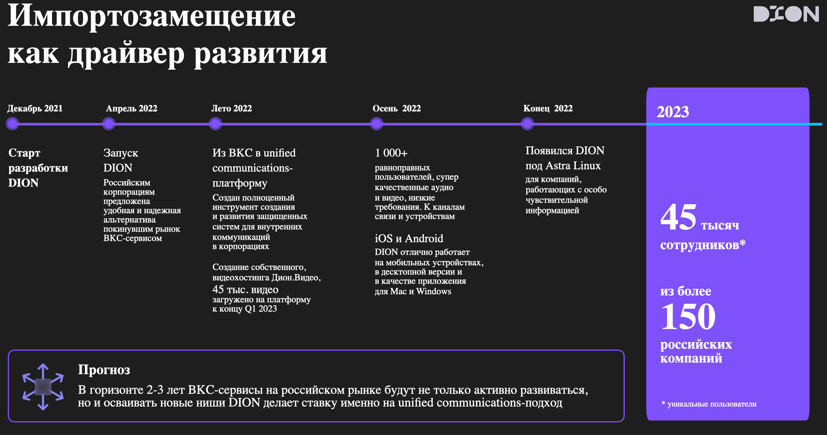 Импортозамещение
как драйвер развития
DION
Декабрь 2021
Старт
разработки
DION
Апрель 2022
Запуск
DION
Российским
корпорациям
предложена
удобная и надежная
альтернатива
покинувшим рынок
ВКС-сервисом
Лето 2022
Из ВКС в unified
communications-
платформу
Создан полноценный
инструмент создания
и развития защищенных
систем для внутренних
коммуникаций
в корпорациях
Создание собственного,
видеохостинга Дион.Видео,
45 тыс. видео
загружено на платформу
к концу Q1 2023
Осень 2022
1 000+
равноправных
пользователей, супер
качественные аудио
и видео, низкие
требования. К каналам
связи и устройствам
iOS и Android
DION отлично работает
на мобильных устройствах,
в десктопной версии и
в качестве приложения
для Mac и Windows
Конец 2022
Появился DION
под Astra Linux
для компаний,
работающих с особо
чувствительной
информацией
2023
45 тысяч
сотрудников*
из более
150
российских
компаний
* уникальные пользователи
Прогноз
В горизонте 2-3 лет ВКС-сервисы на российском рынке будут не только активно развиваться,
но и осваивать новые ниши DION делает ставку именно на unified communications-подход